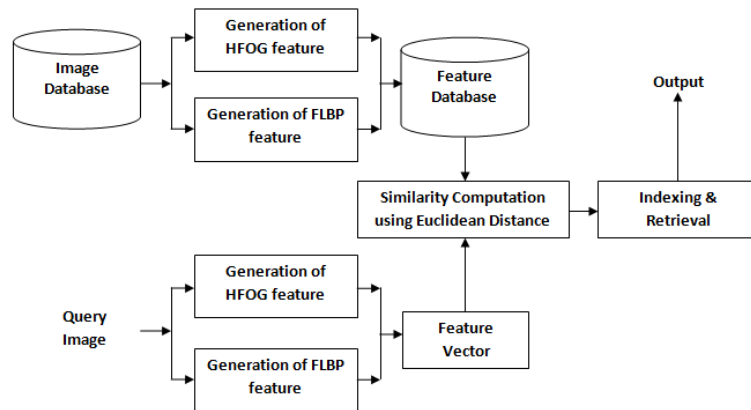 Image
Database
Generation of
HFOG feature
Generation of FLBP
feature
Feature
Database
Output
Similarity Computation
using Euclidean Distance
Indexing &
Retrieval
Query
Image
Generation of
HFOG feature
Generation of FLBP
feature
Feature
Vector